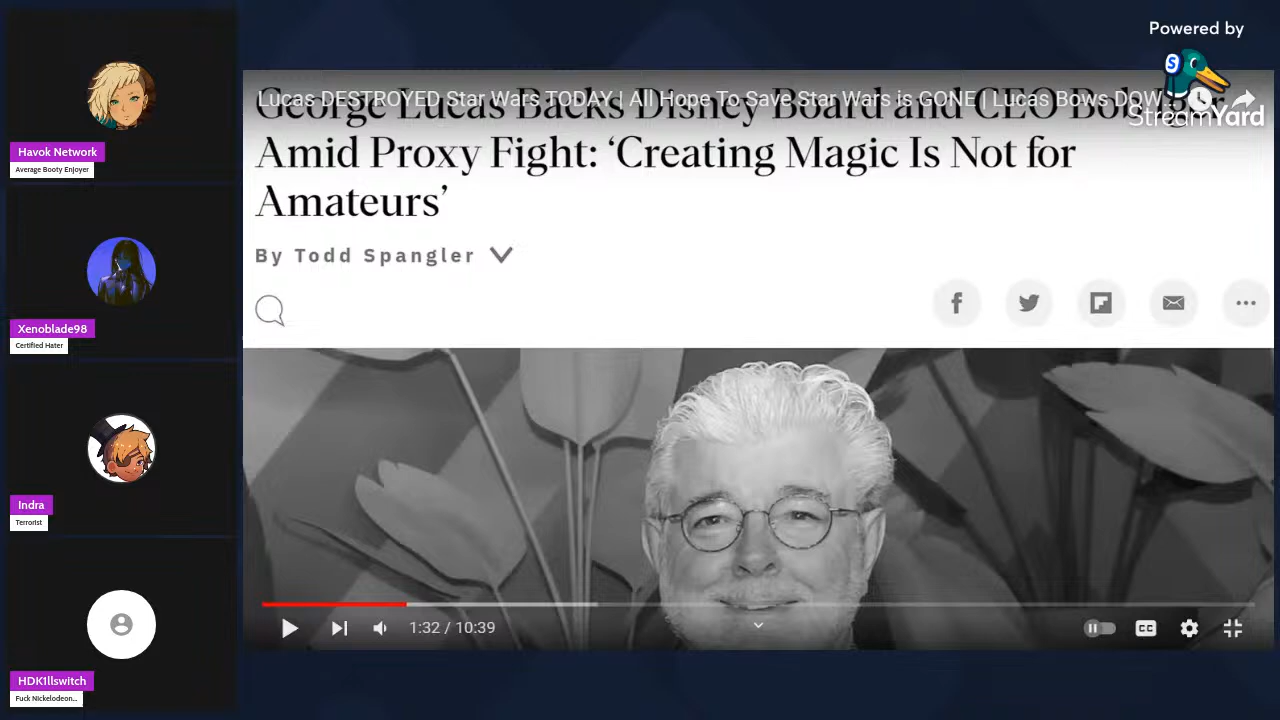 Powered by
StreamYard
Havok Network
Average Booty Enjoyer
Xenoblade98
Certified Hater
Indra
Terrorist
HDK1llswitch
Fuck Nickelodeon...
Lucas DESTROYED Star Wars TODAY | All Hope To Save Star Wars is GONE | Lucas Bows DOW...
George Lucas Backs Disney Board and CEO Bob Iger
Amid Proxy Fight: ‘Creating Magic Is Not for
Amateurs’
By Todd Spangler
1:32 / 10:39
CC